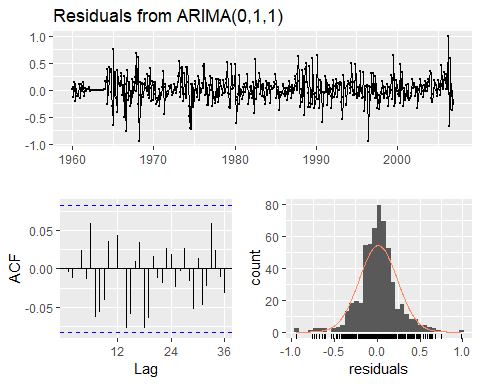 Residuals from ARIMA(0,1,1)
1.0
0.5
0.0
-0.5
-1.0
1960 1970 1980 1990 2000
ACF
0.05
0.00
-0.05
12 24 36
Lag
count
80
60
40
20
0
-1.0 -0.5 0.0 0.5 1.0
residuals